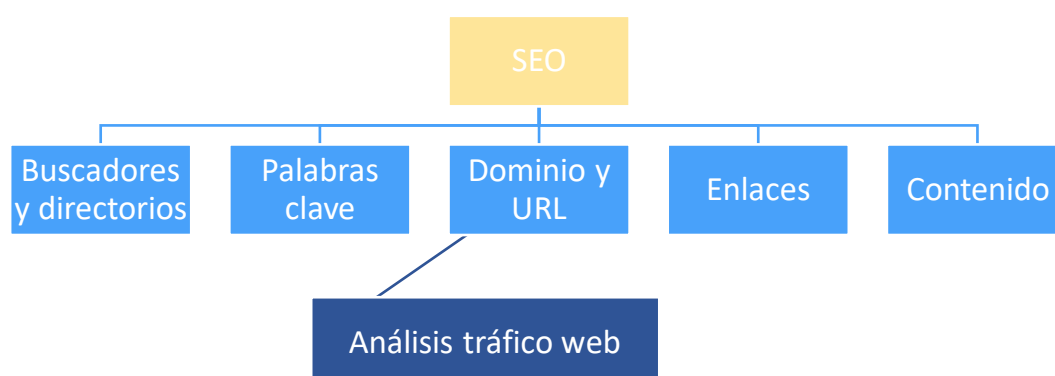 SEO
Buscadores
y directorios
Palabras
clave
Dominio y
URL
Enlaces
Contenido
Análisis tráfico web